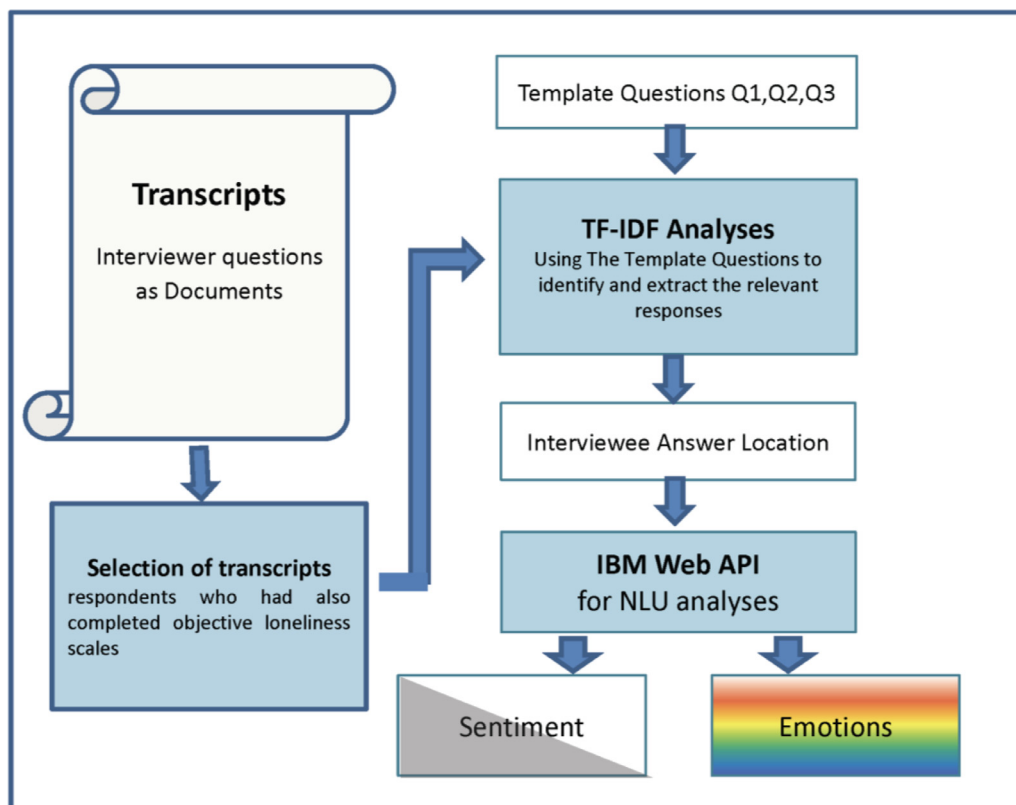 Transcripts
Interviewer questions
as Documents
Selection of transcripts
respondents who had also
completed objective loneliness
scales
Template Questions Q1,Q2,Q3
TF-IDF Analyses
Using The Template Questions to
identify and extract the relevant
responses
Interviewee Answer Location
IBM Web API
for NLU analyses
Sentiment
Emotions